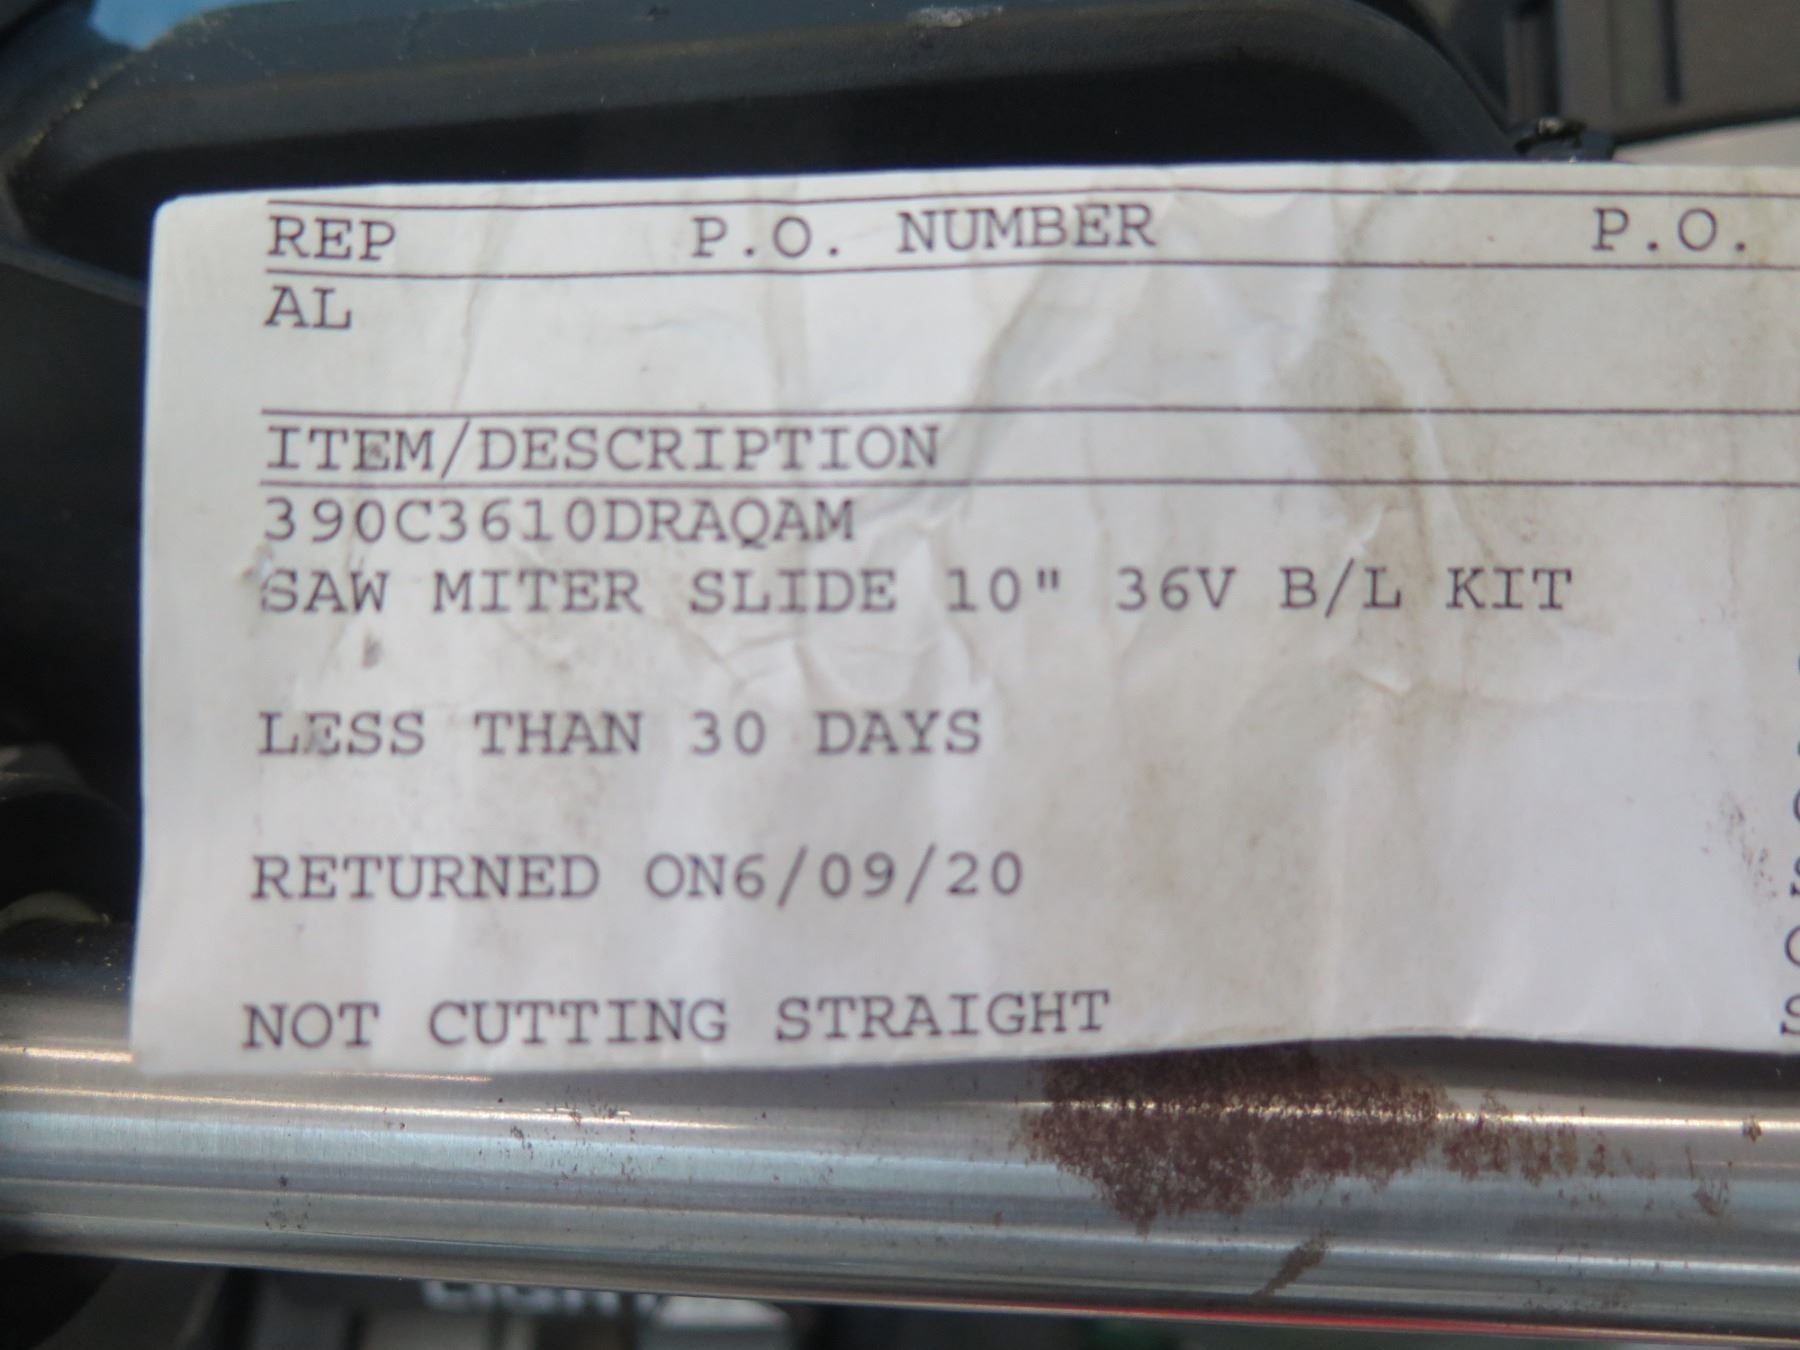 REP P.O. NUMBER P.O.
AL
ITEM/DESCRIPTION
390C3610DRAQAM
SAW MITER SLIDE 10" 36V B/L KIT
LESS THAN 30 DAYS
RETURNED ON6/09/20
NOT CUTTING STRAIGHT